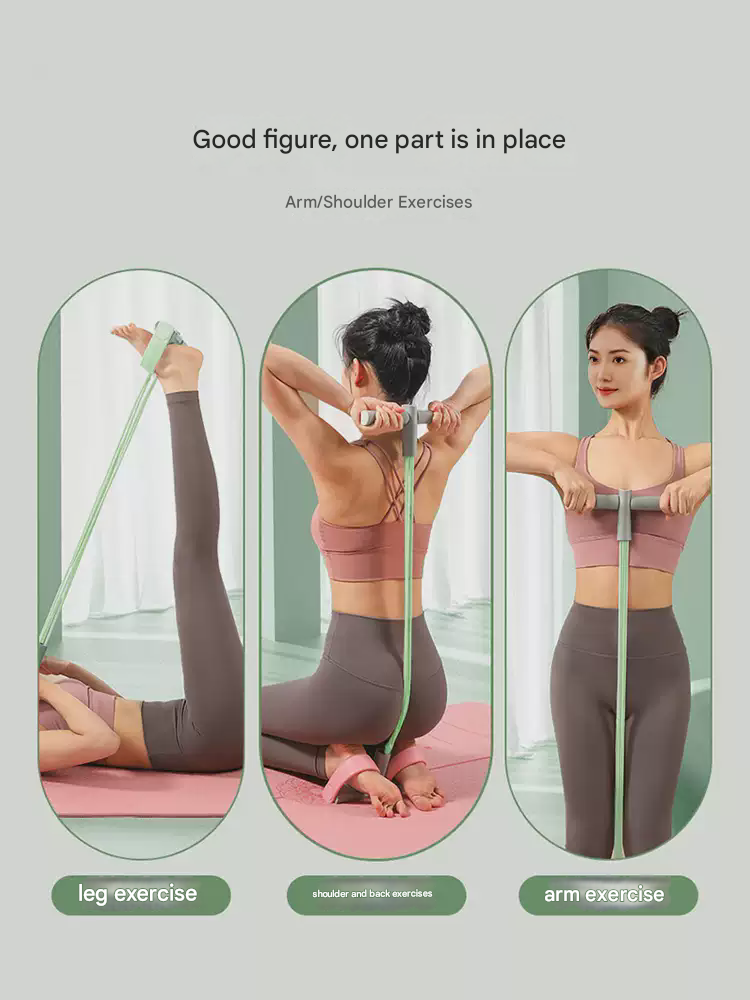 Good figure, one part is in place
Arm/Shoulder Exercises
leg exercise
shoulder and back exercises
arm exercise